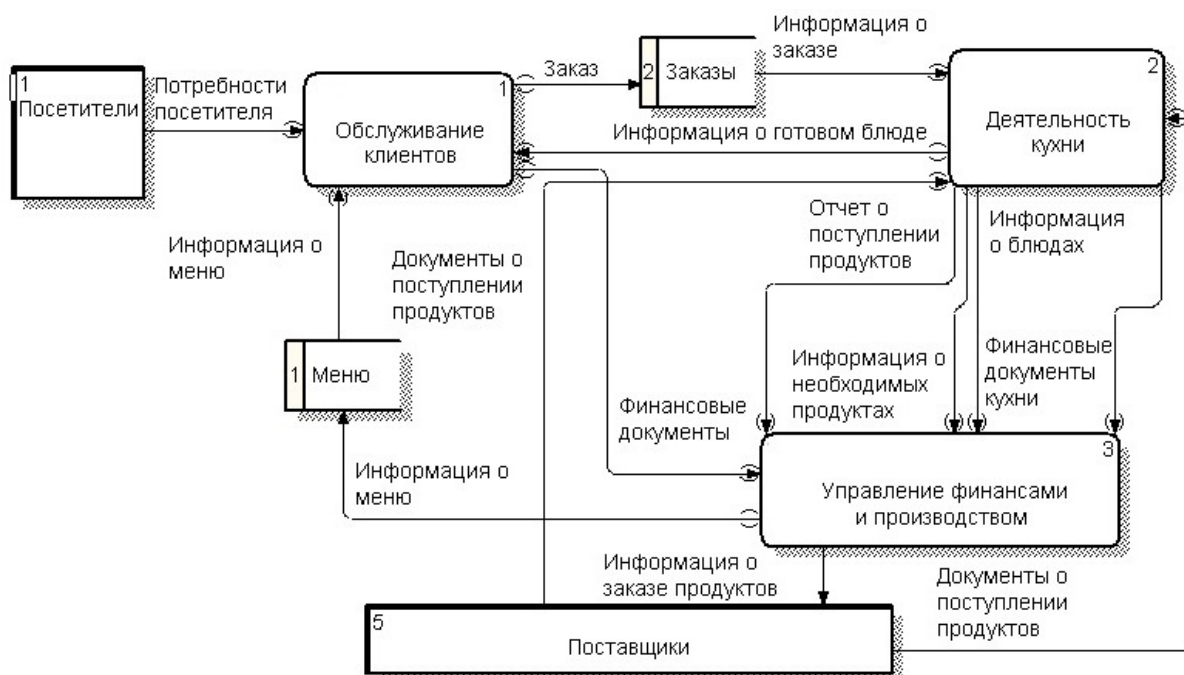 1
Посетители
Потребности
посетителя
1
Обслуживание
клиентов
Заказ
2 Заказы
Информация о
заказе
2
Деятельность
кухни
Информация о готовом блюде
Информация о
меню
Документы о
поступлении
продуктов
Отчет о
поступлении
продуктов
Информация
о блюдах
1 Меню
Информация о
необходимых
продуктах
Финансовые
документы
кухни
Финансовые
документы
Информация о
меню
3
Управление финансами
и производством
Информация о
заказе продуктов
Документы о
поступлении
продуктов
5
Поставщики